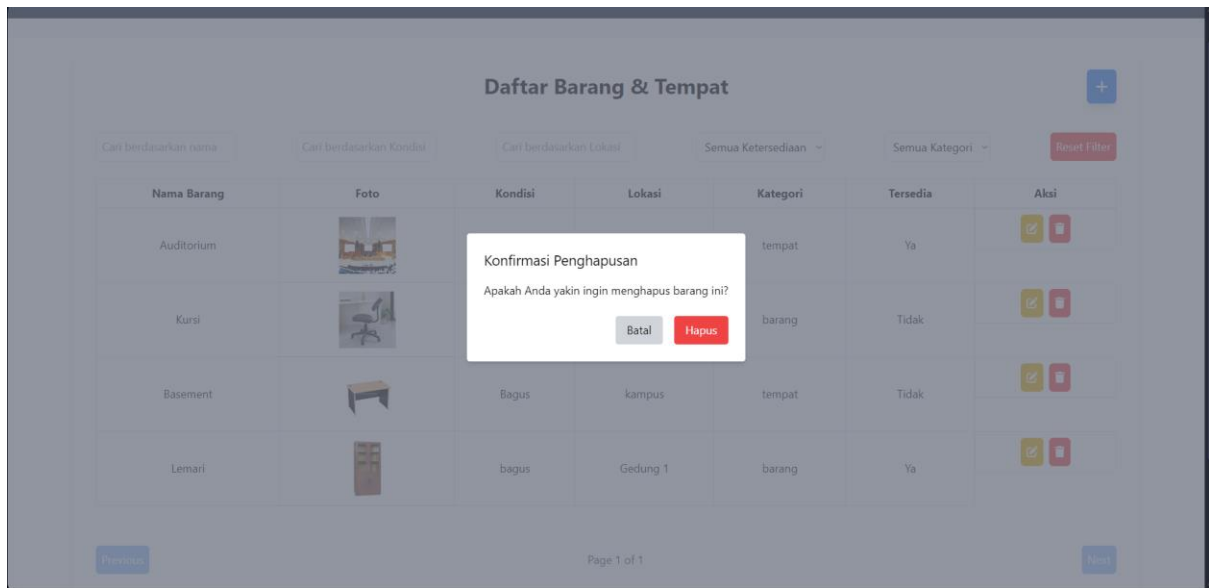 Daftar Barang & Tempat
+
Cari berdasarkan nama Cari berdasarkan Kondisi Cari berdasarkan Lokasi Semua Ketersediaan Semua Kategori Reset Filter
Nama Barang Foto Kondisi Lokasi Kategori Tersedia Aksi
Auditorium tempat Ya
Konfirmasi Penghapusan
Apakah Anda yakin ingin menghapus barang ini?
Batal Hapus
Kursi barang Tidak
Basement Bagus kampus tempat Tidak
Lemari bagus Gedung 1 barang Ya
Previous Page 1 of 1 Next